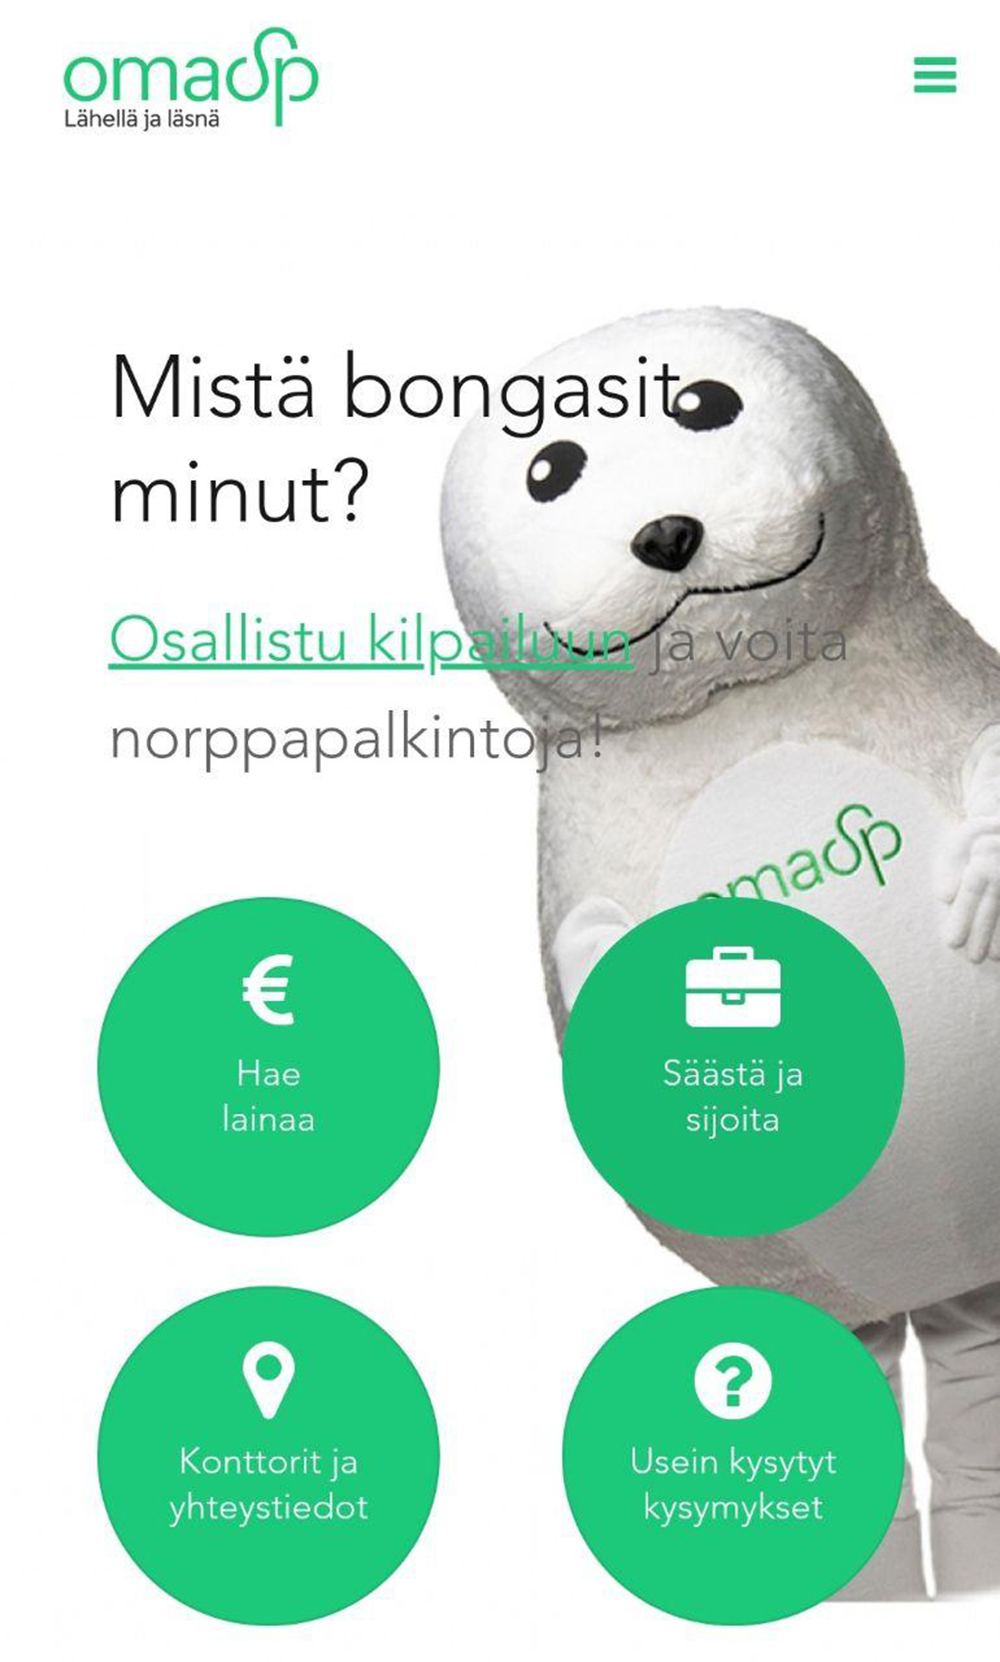 omasp
Lähellä ja läsnä
Mistä bongasit
minut?
Osallistu kilpailuun ja voita
norppapalkintoja!
omasp
€
Hae
lainaa
Säästä ja
sijoita
Konttorit ja
yhteystiedot
?
Usein kysytyt
kysymykset